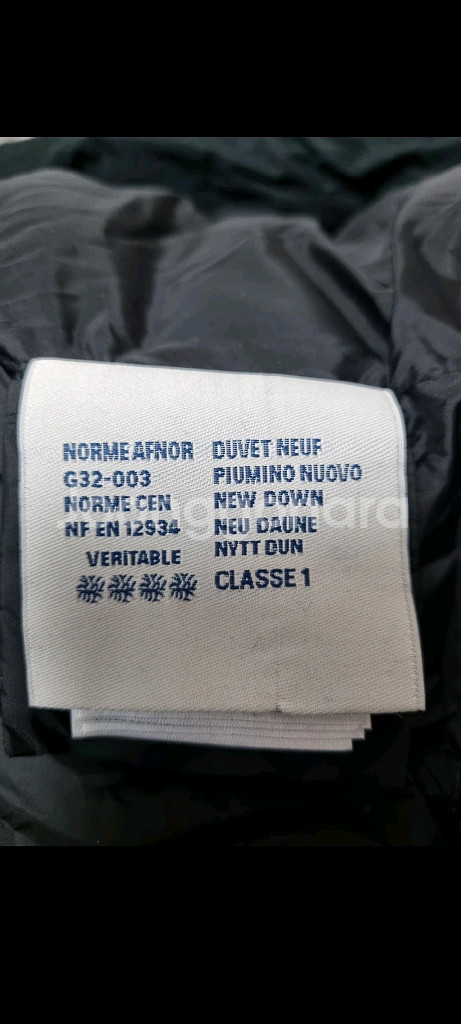 NORME AFNOR
G32-003
NORME CEN
NF EN 12934
VERITABLE
DUVET NEUF
PIUMINO NUOVO
NEW DOWN
NEU DAUNE
NYTT DUN
CLASSE 1